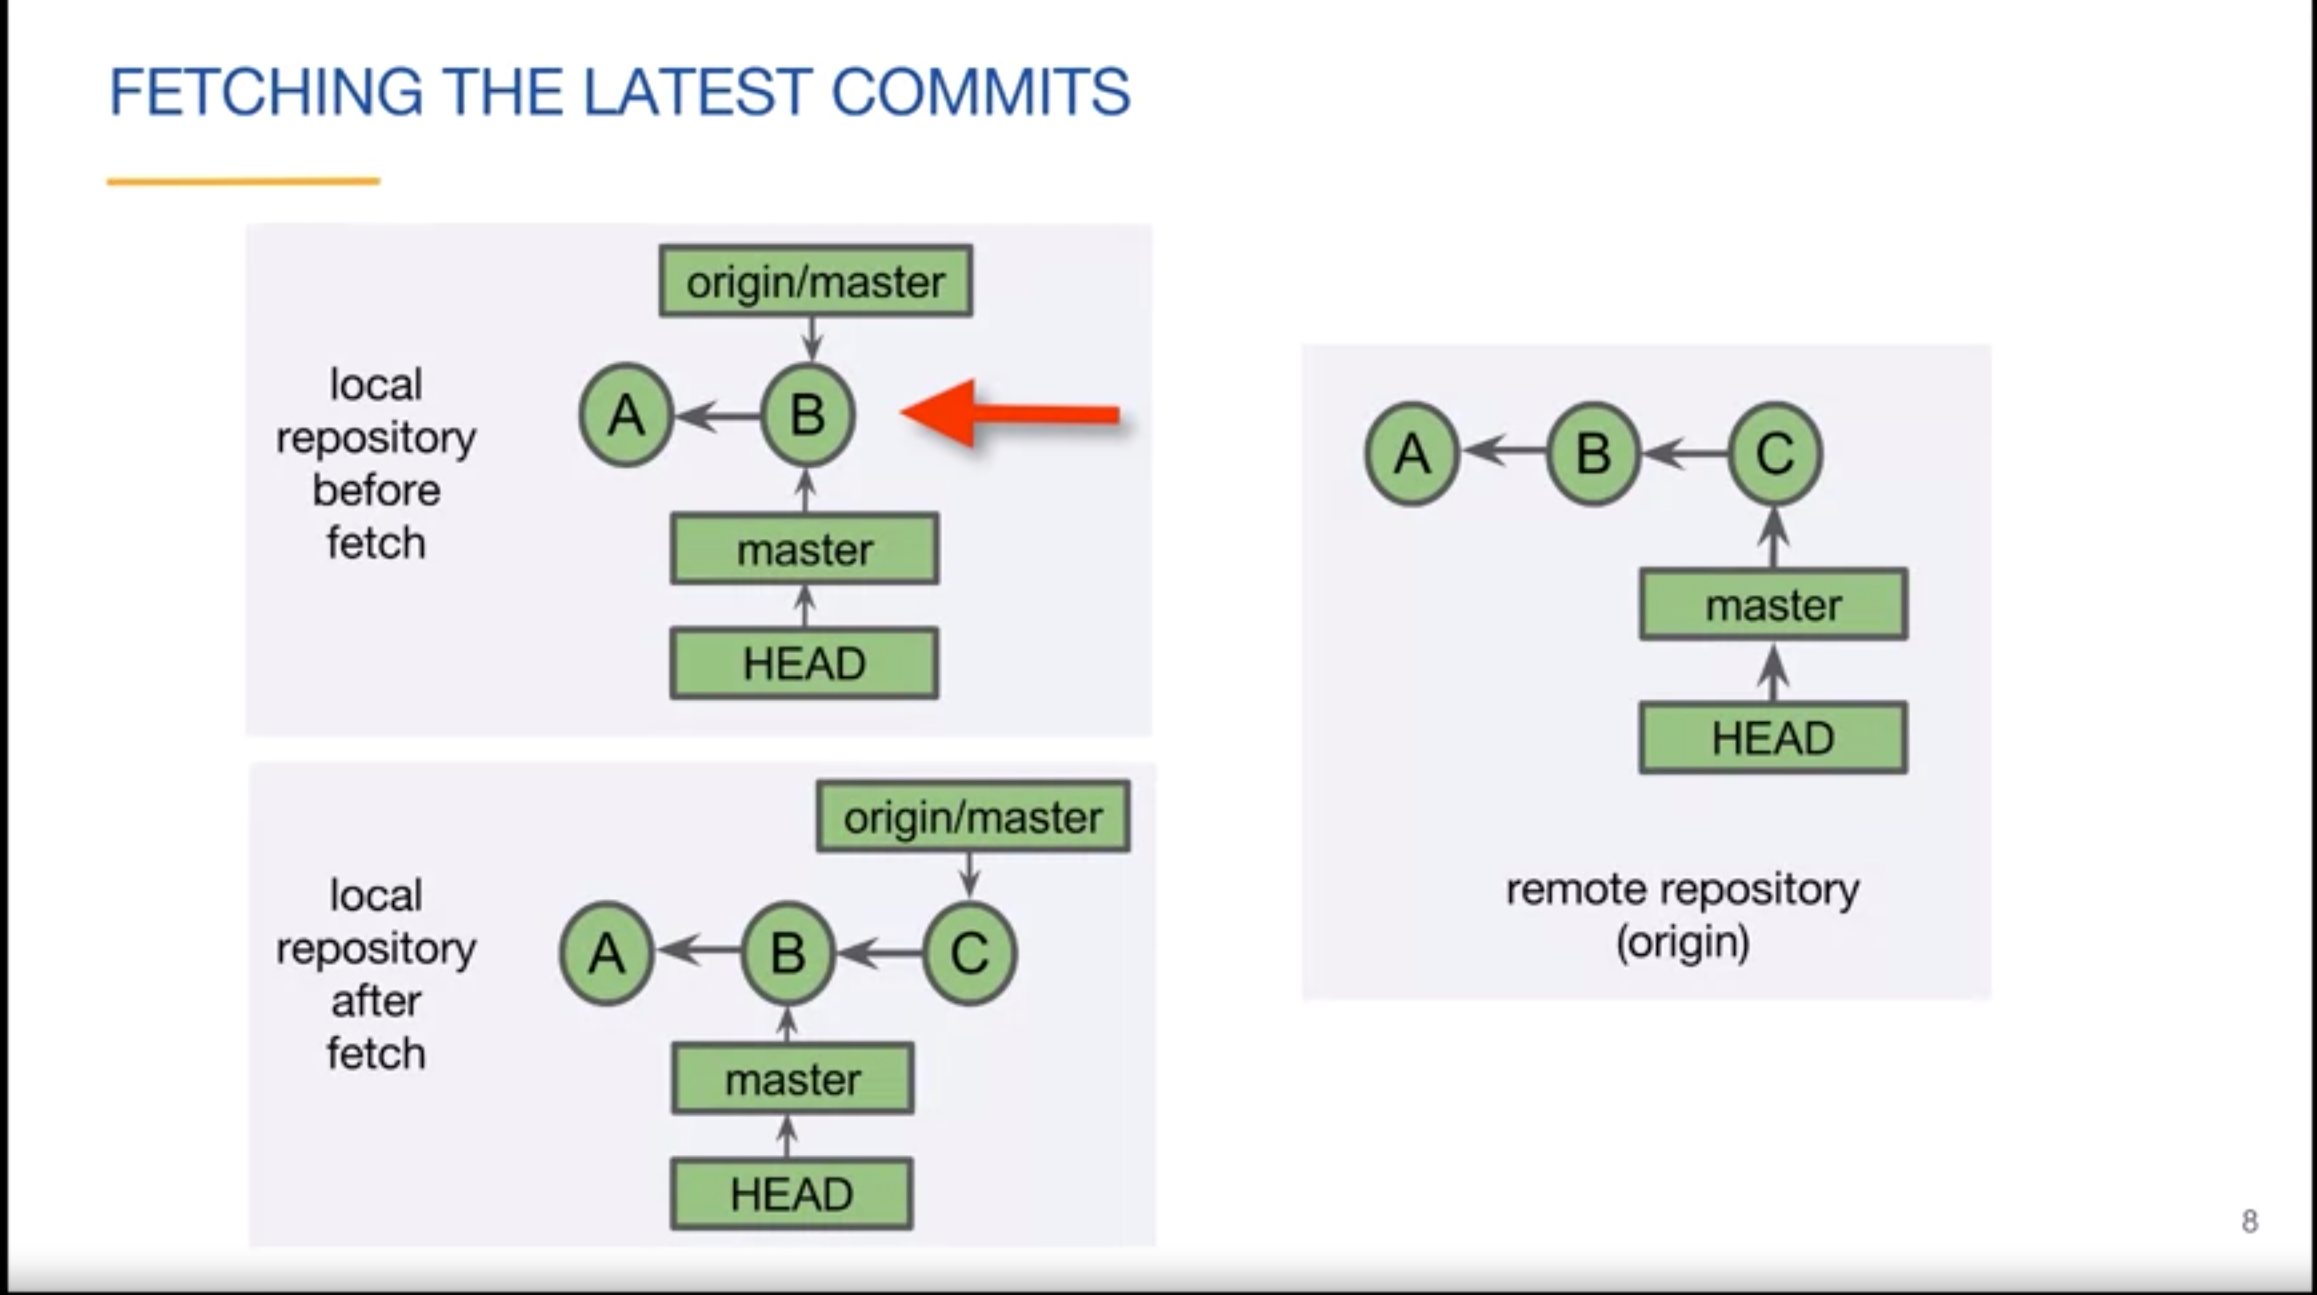 FETCHING THE LATEST COMMITS
origin/master
local
repository
before
fetch
A
B
master
HEAD
origin/master
local
repository
after
fetch
A
B
C
master
HEAD
A
B
C
master
HEAD
remote repository
(origin)
8